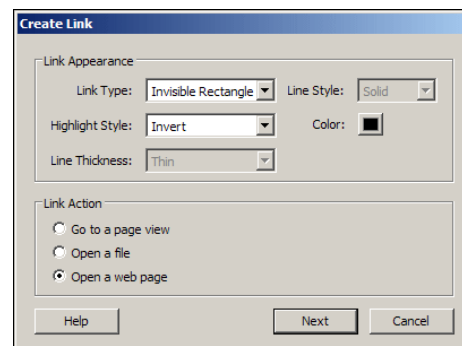 Create Link
Link Appearance
Link Type: Invisible Rectangle Line Style: Solid
Highlight Style: Invert Color:
Line Thickness: Thin
Link Action
Go to a page view
Open a file
Open a web page
Help Next Cancel